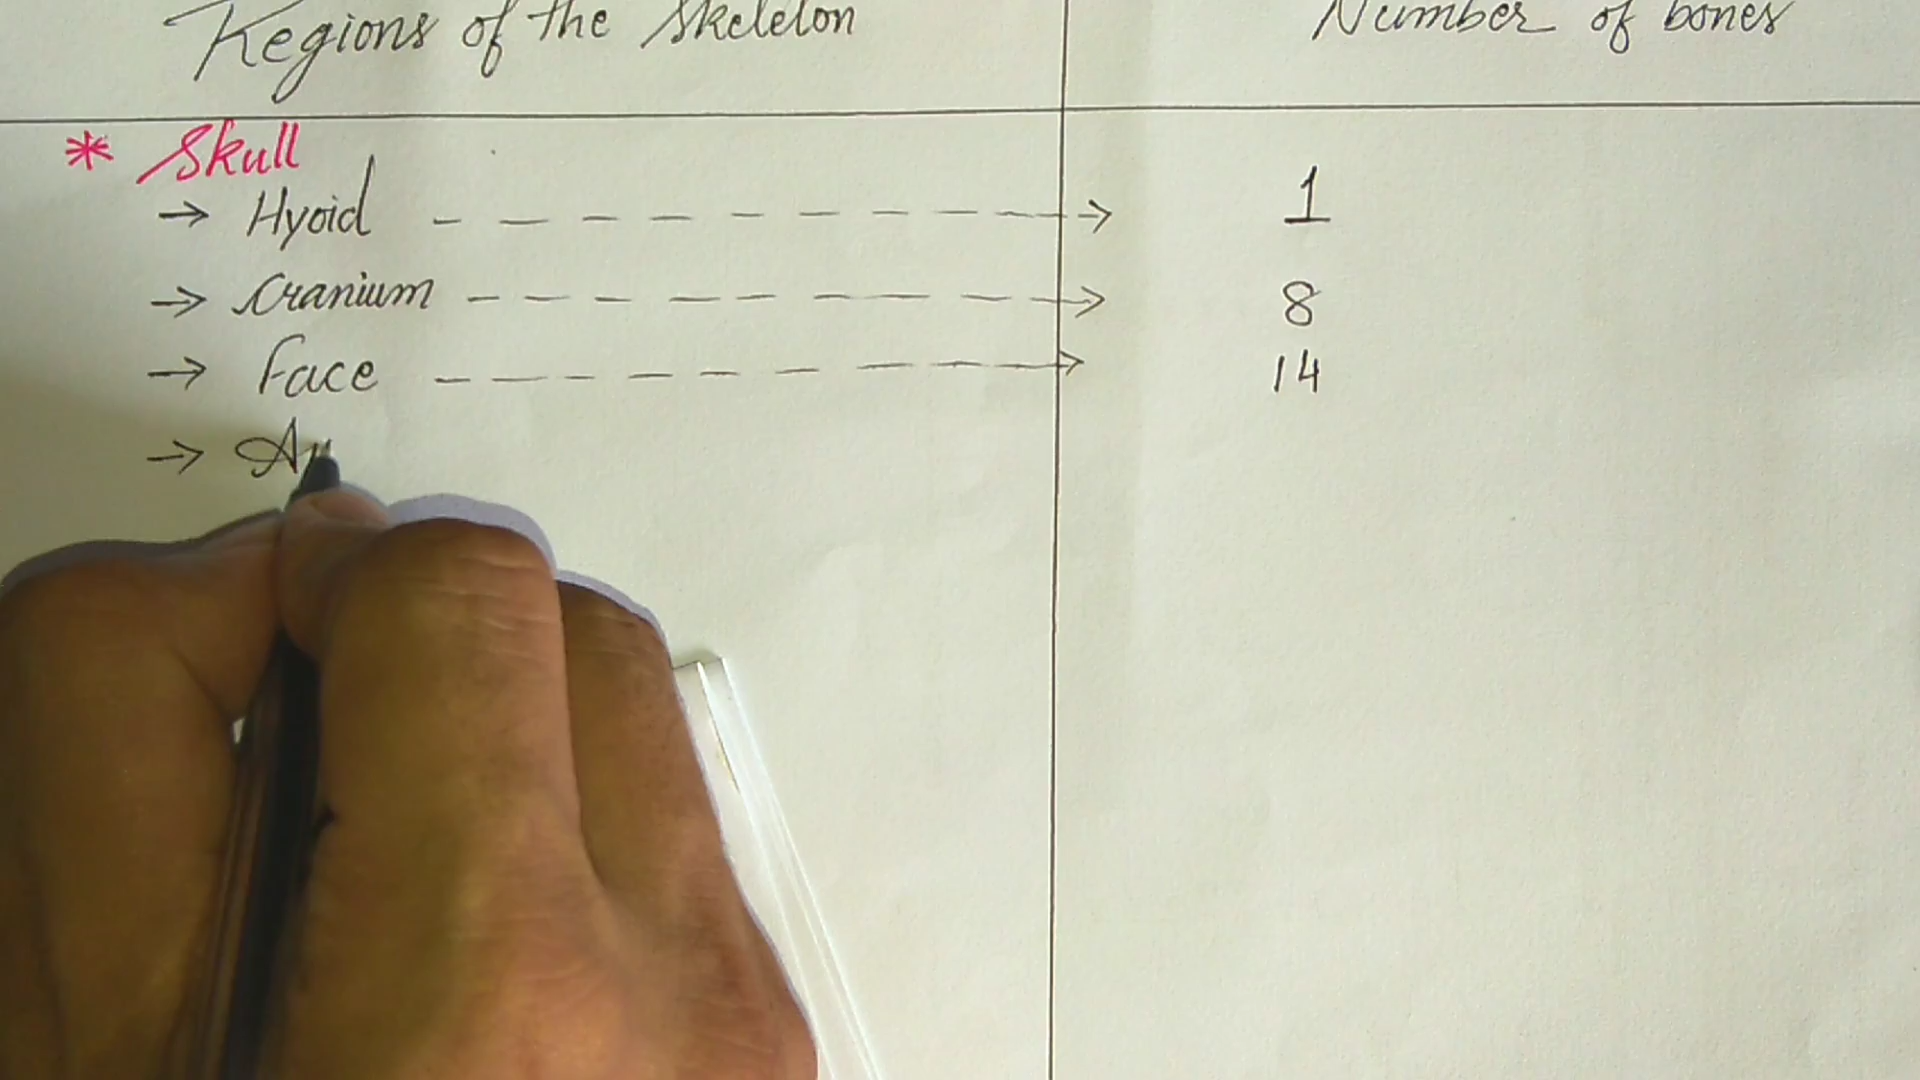 Regions of the Skeleton Number of bones
* Skull
→ Hyoid - - - - - - - - → 1
→ Cranium - - - - - - - - → 8
→ Face - - - - - - - - → 14
→